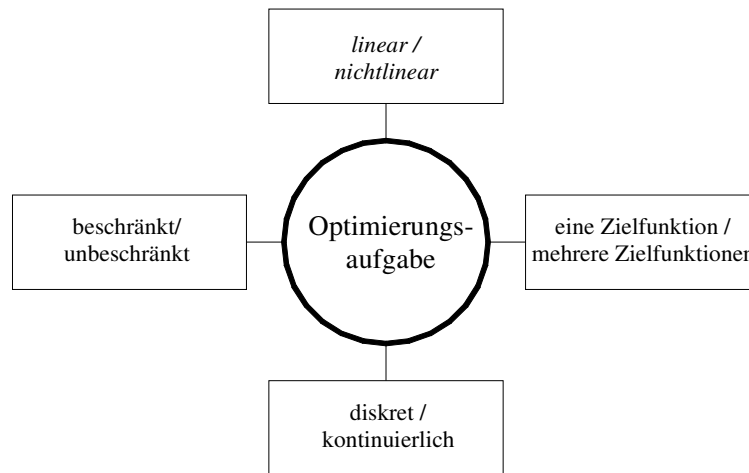 linear /
nichtlinear
beschränkt/
unbeschränkt
Optimierungs-
aufgabe
eine Zielfunktion /
mehrere Zielfunktionen
diskret /
kontinuierlich